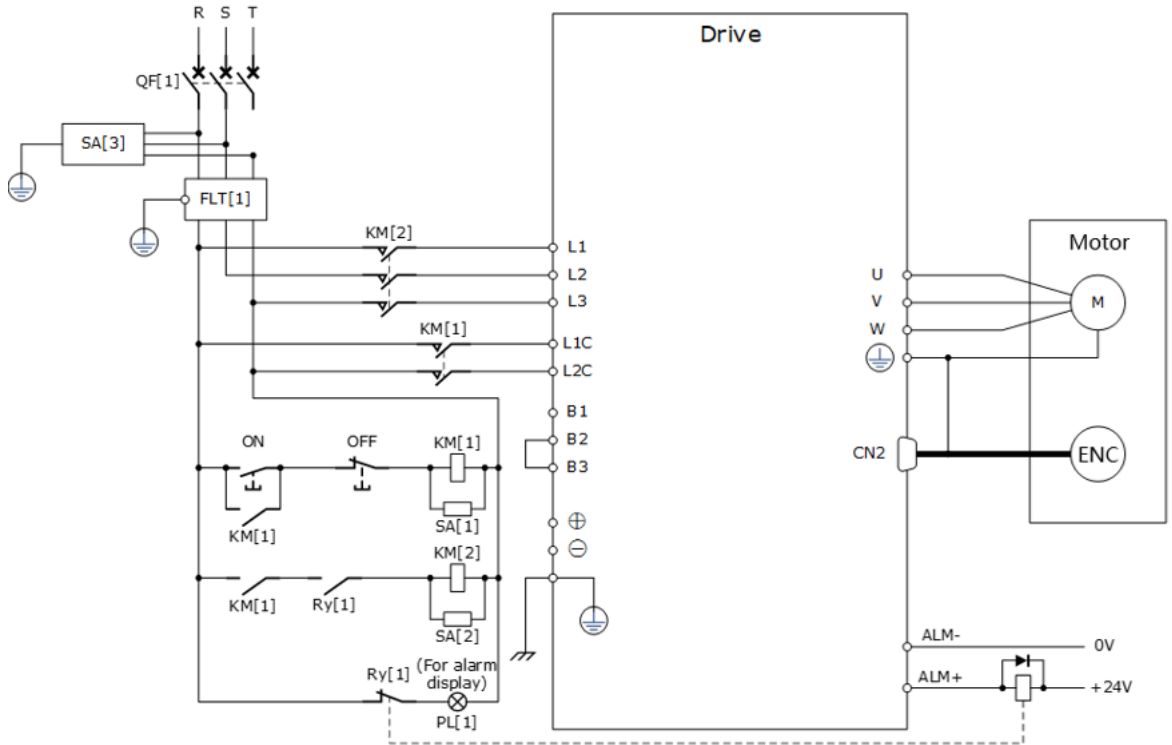 R S T
Drive
QF[1]
SA[3]
FLT[1]
KM[2]
L1
L2
L3
KM[1]
L1C
L2C
B1
B2
B3
⊕
⊖
ON OFF KM[1]
KM[1]
SA[1]
KM[2]
KM[1] Ry[1]
SA[2]
Ry[1]
(For alarm
display)
PL[1]
U
V
W
CN2
Motor
M
ENC
ALM-
0V
ALM+
+24V